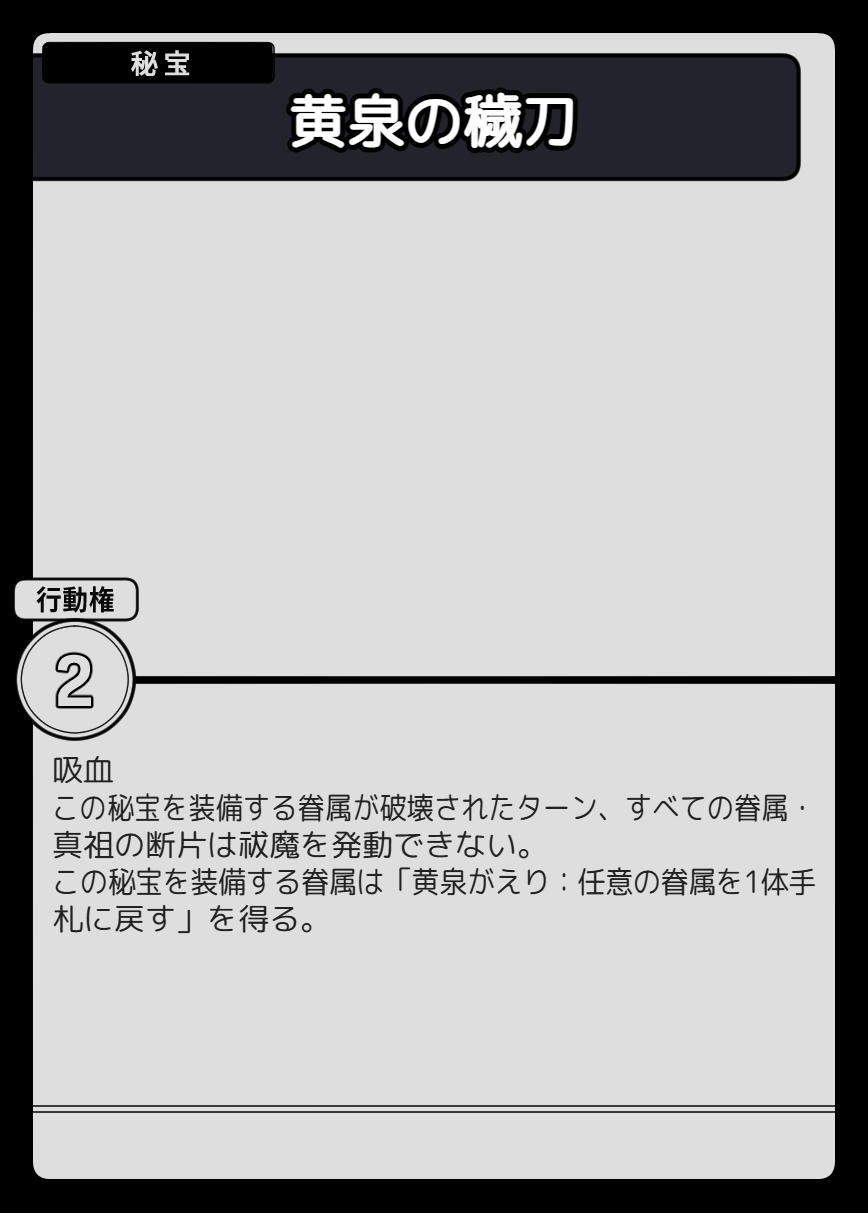 秘宝
黄泉の穢刀
行動権
2
吸血
この秘宝を装備する眷属が破壊されたターン、すべての眷属・
真祖の断片は祓魔を発動できない。
この秘宝を装備する眷属は「黄泉がえり：任意の眷属を1体手
札に戻す」を得る。